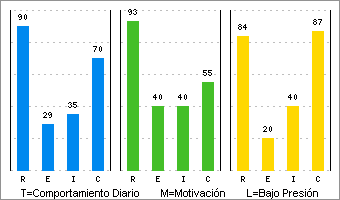 90 29 35 70 93 40 40 55 84 20 40 87
R E I C R E I C R E I C
T=Comportamiento Diario M=Motivación L=Bajo Presión